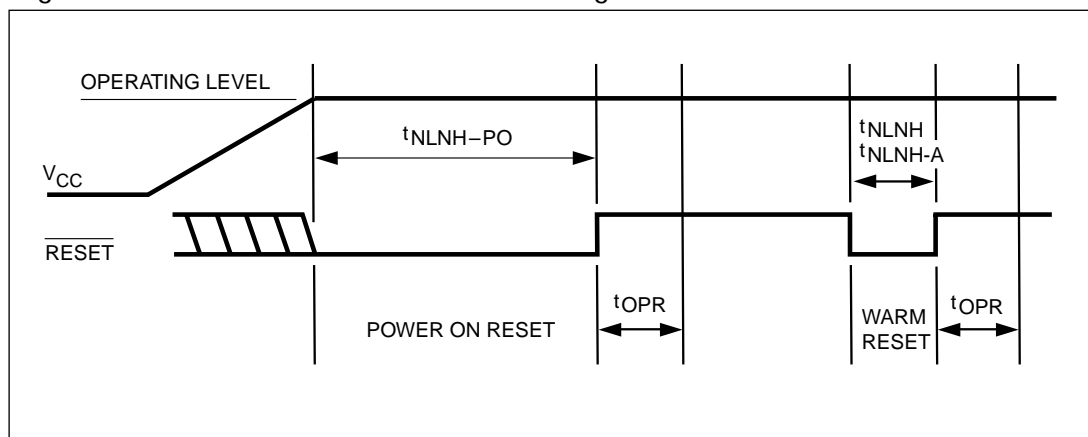 OPERATING LEVEL
tNLNH–PO
tNLNH
tNLNH-A
VCC
RESET
tOPR
POWER ON RESET
WARM
RESET
tOPR